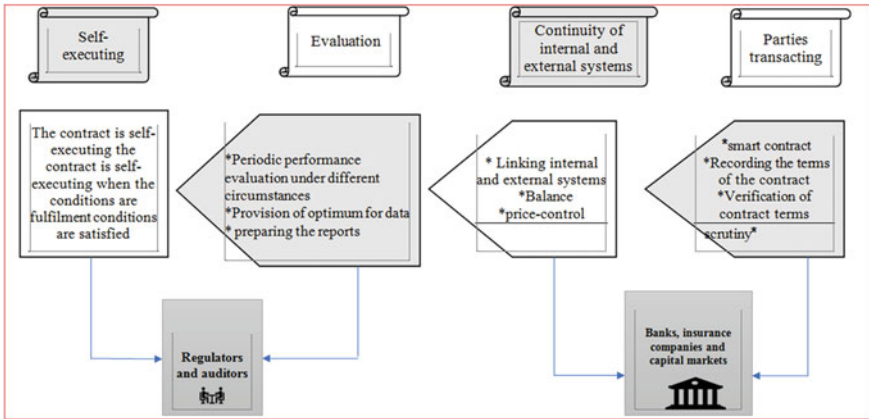 Self-
executing
Evaluation
Continuity of
internal and
external systems
Parties
transacting
The contract is self-
executing the
contract is self-
executing when the
conditions are
fulfilment conditions
are satisfied
*Periodic performance
evaluation under different
circumstances
*Provision of optimum for data
* preparing the reports
* Linking internal
and external systems
*Balance
*price-control
*smart contract
*Recording the terms
of the contract
*Verification of
contract terms
scrutiny*
Regulators
and auditors
Banks, insurance
companies and
capital markets